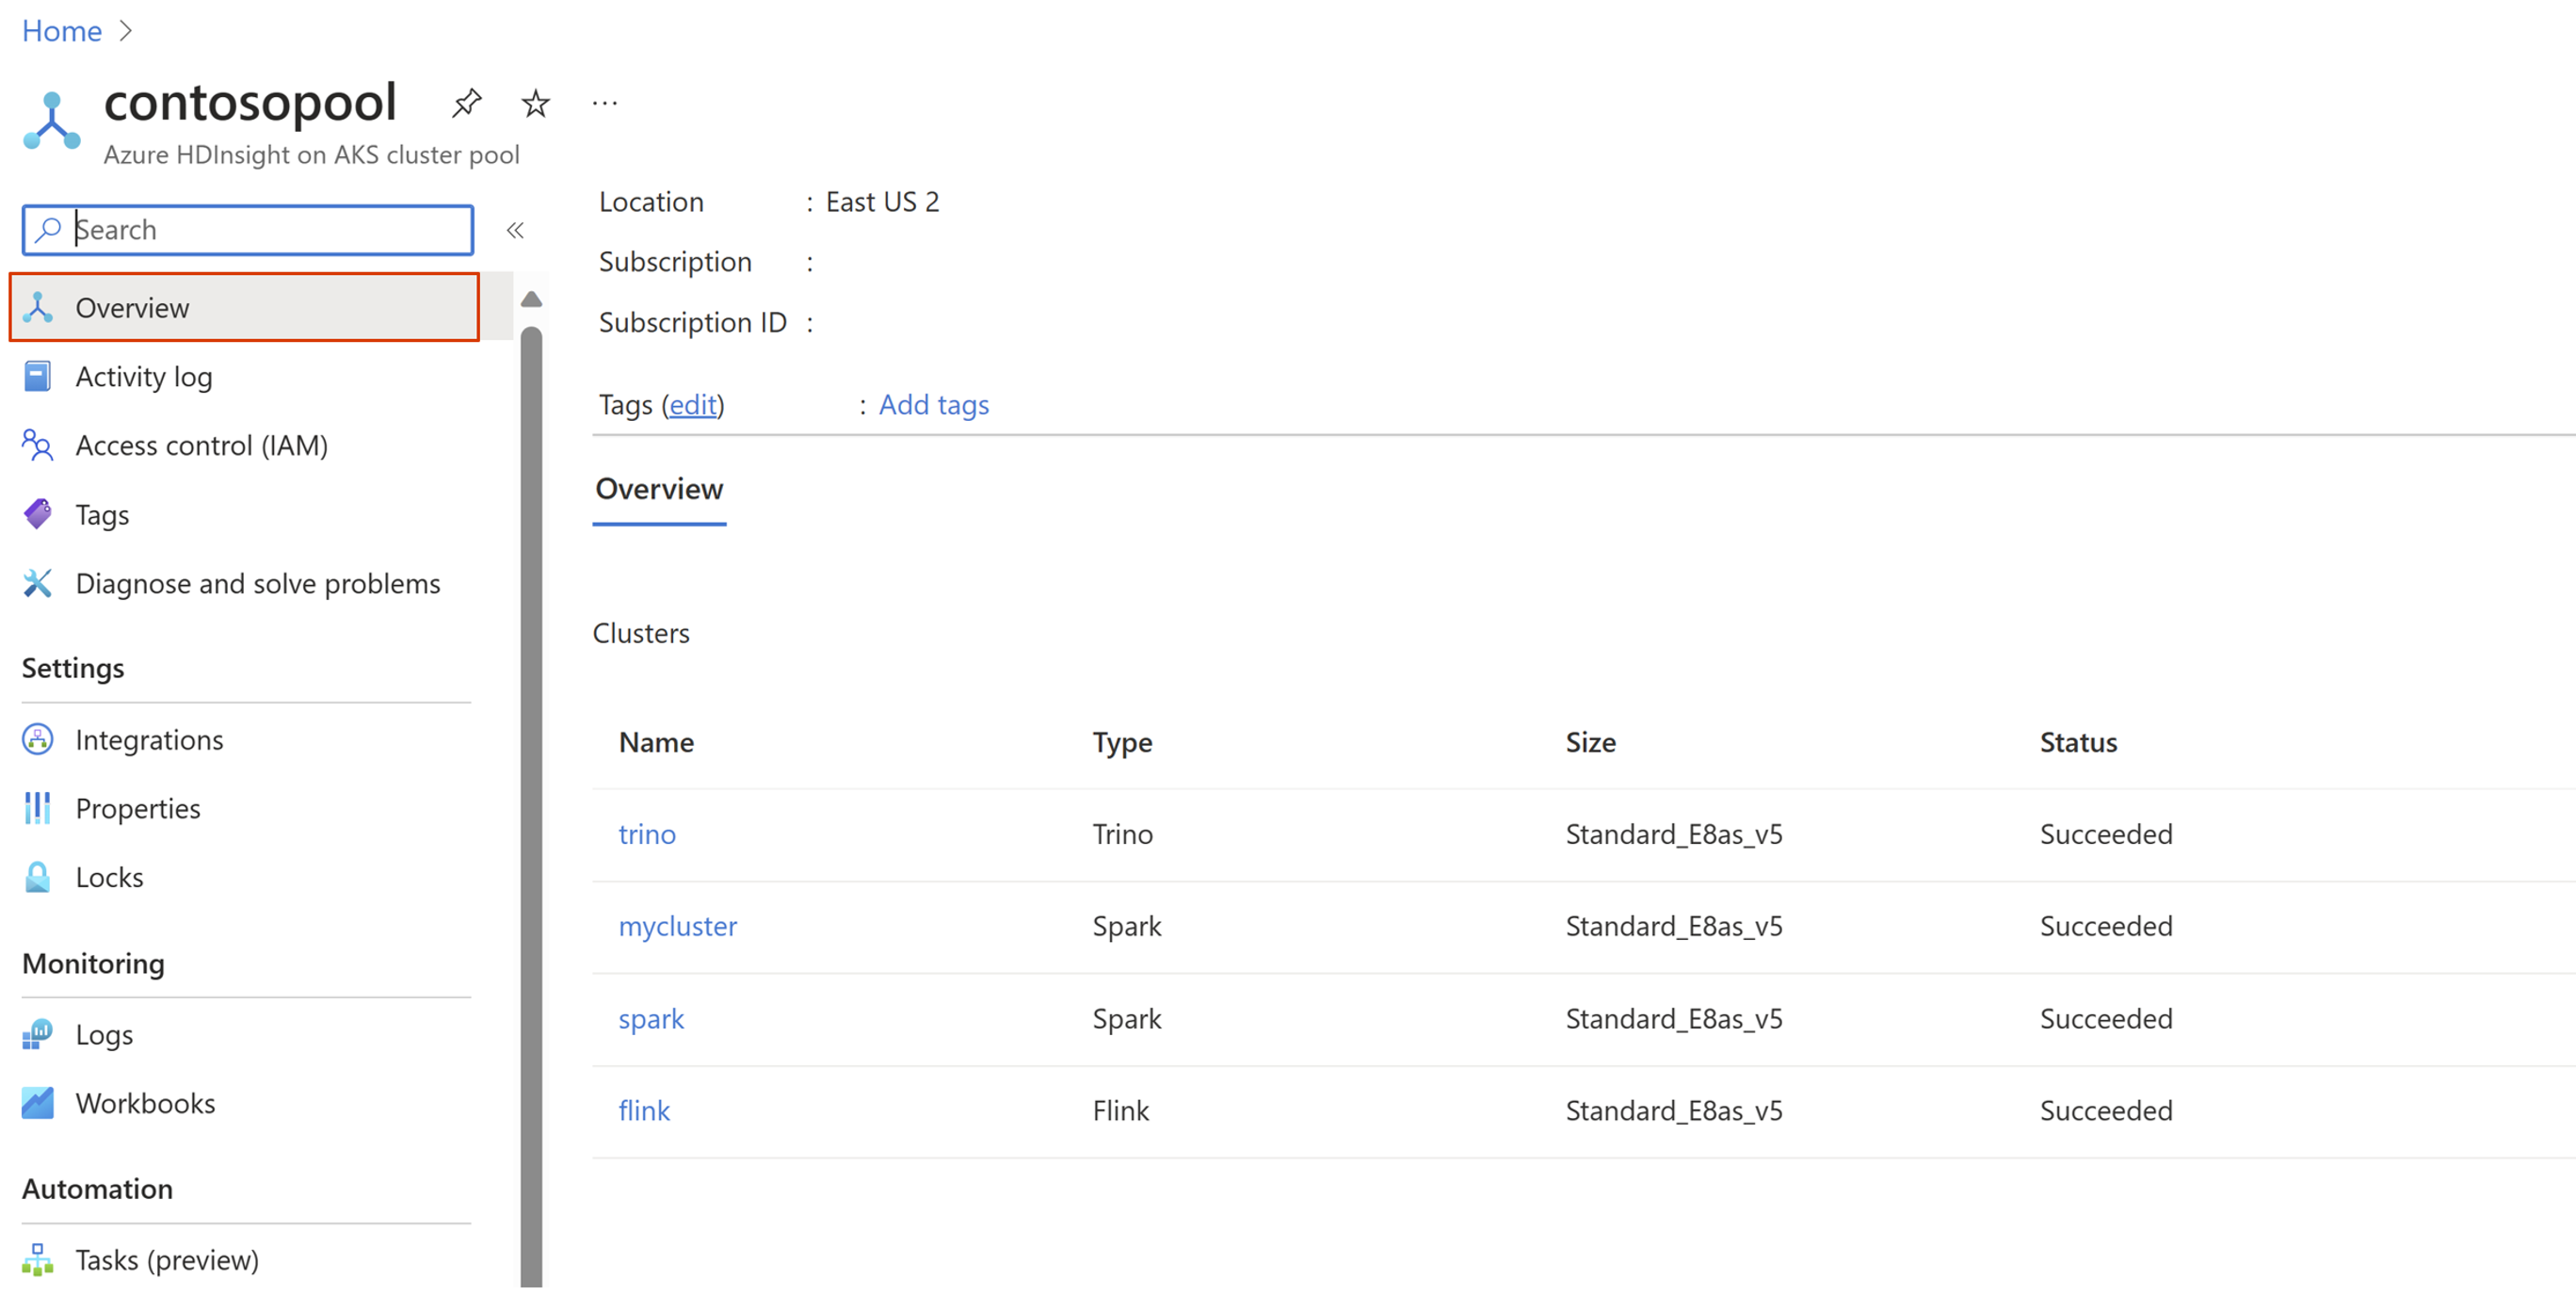 Home
contosopool ...
Azure HDInsight on AKS cluster pool
Search
Overview
Activity log
Access control (IAM)
Tags
Diagnose and solve problems
Settings
Integrations
Properties
Locks
Monitoring
Logs
Workbooks
Automation
Tasks (preview)
Location : East US 2
Subscription :
Subscription ID :
Tags (edit) : Add tags
Overview
Clusters
Name Type Size Status
trino Trino Standard_E8as_v5 Succeeded
mycluster Spark Standard_E8as_v5 Succeeded
spark Spark Standard_E8as_v5 Succeeded
flink Flink Standard_E8as_v5 Succeeded